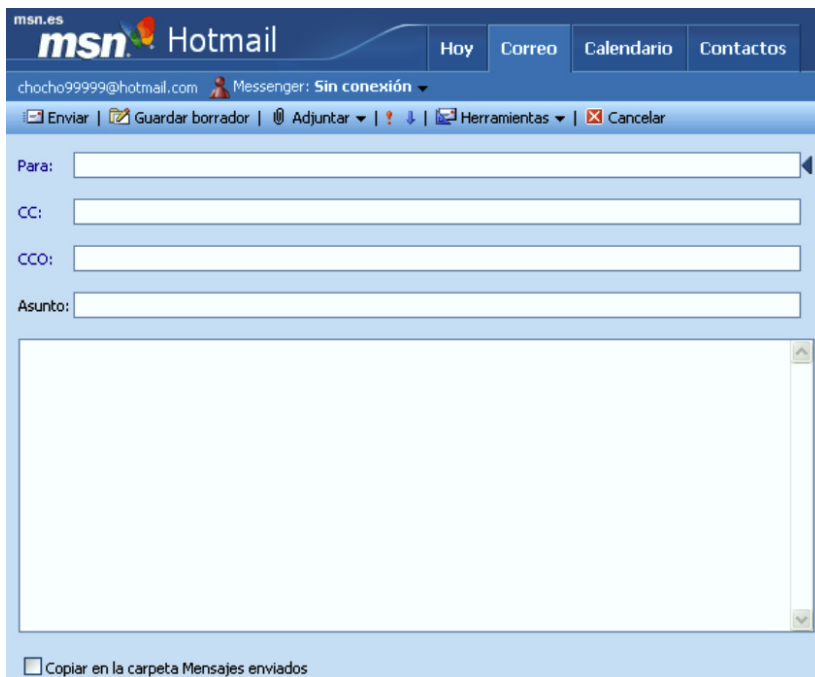 msn.es
msn Hotmail
Hoy Correo Calendario Contactos
chocho99999@hotmail.com Messenger: Sin conexión
Enviar | Guardar borrador | Adjuntar | ! | Herramientas | Cancelar
Para:
CC:
CCO:
Asunto:
Copiar en la carpeta Mensajes enviados